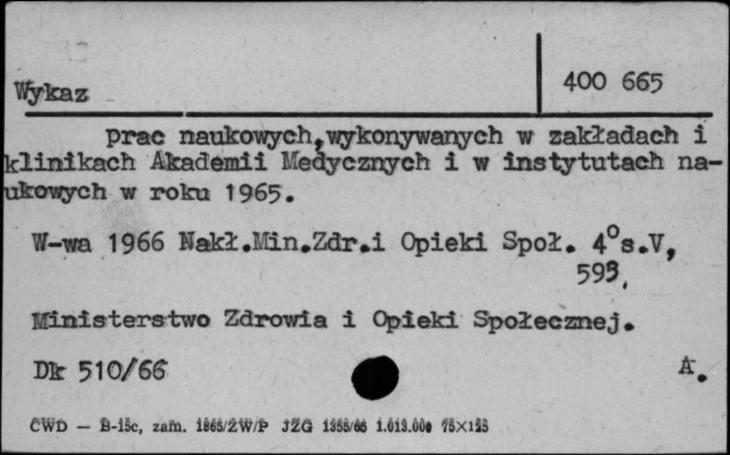 Wykaz
400 665
prac naukowych,wykonywanych w zakładach i
klinikach Akademii Medycznych i w instytutach na-
ukowych w roku 1965.
W-wa 1966 Nakł.Min.Zdr.i Opieki Społ. 4°s.V,
593,
Ministerstwo Zdrowia i Opieki Społecznej.
Dk 510/66
A.
CWD — B-15c, zam. 1865/ZW/P JZG 1355/66 1.013.000 75×125